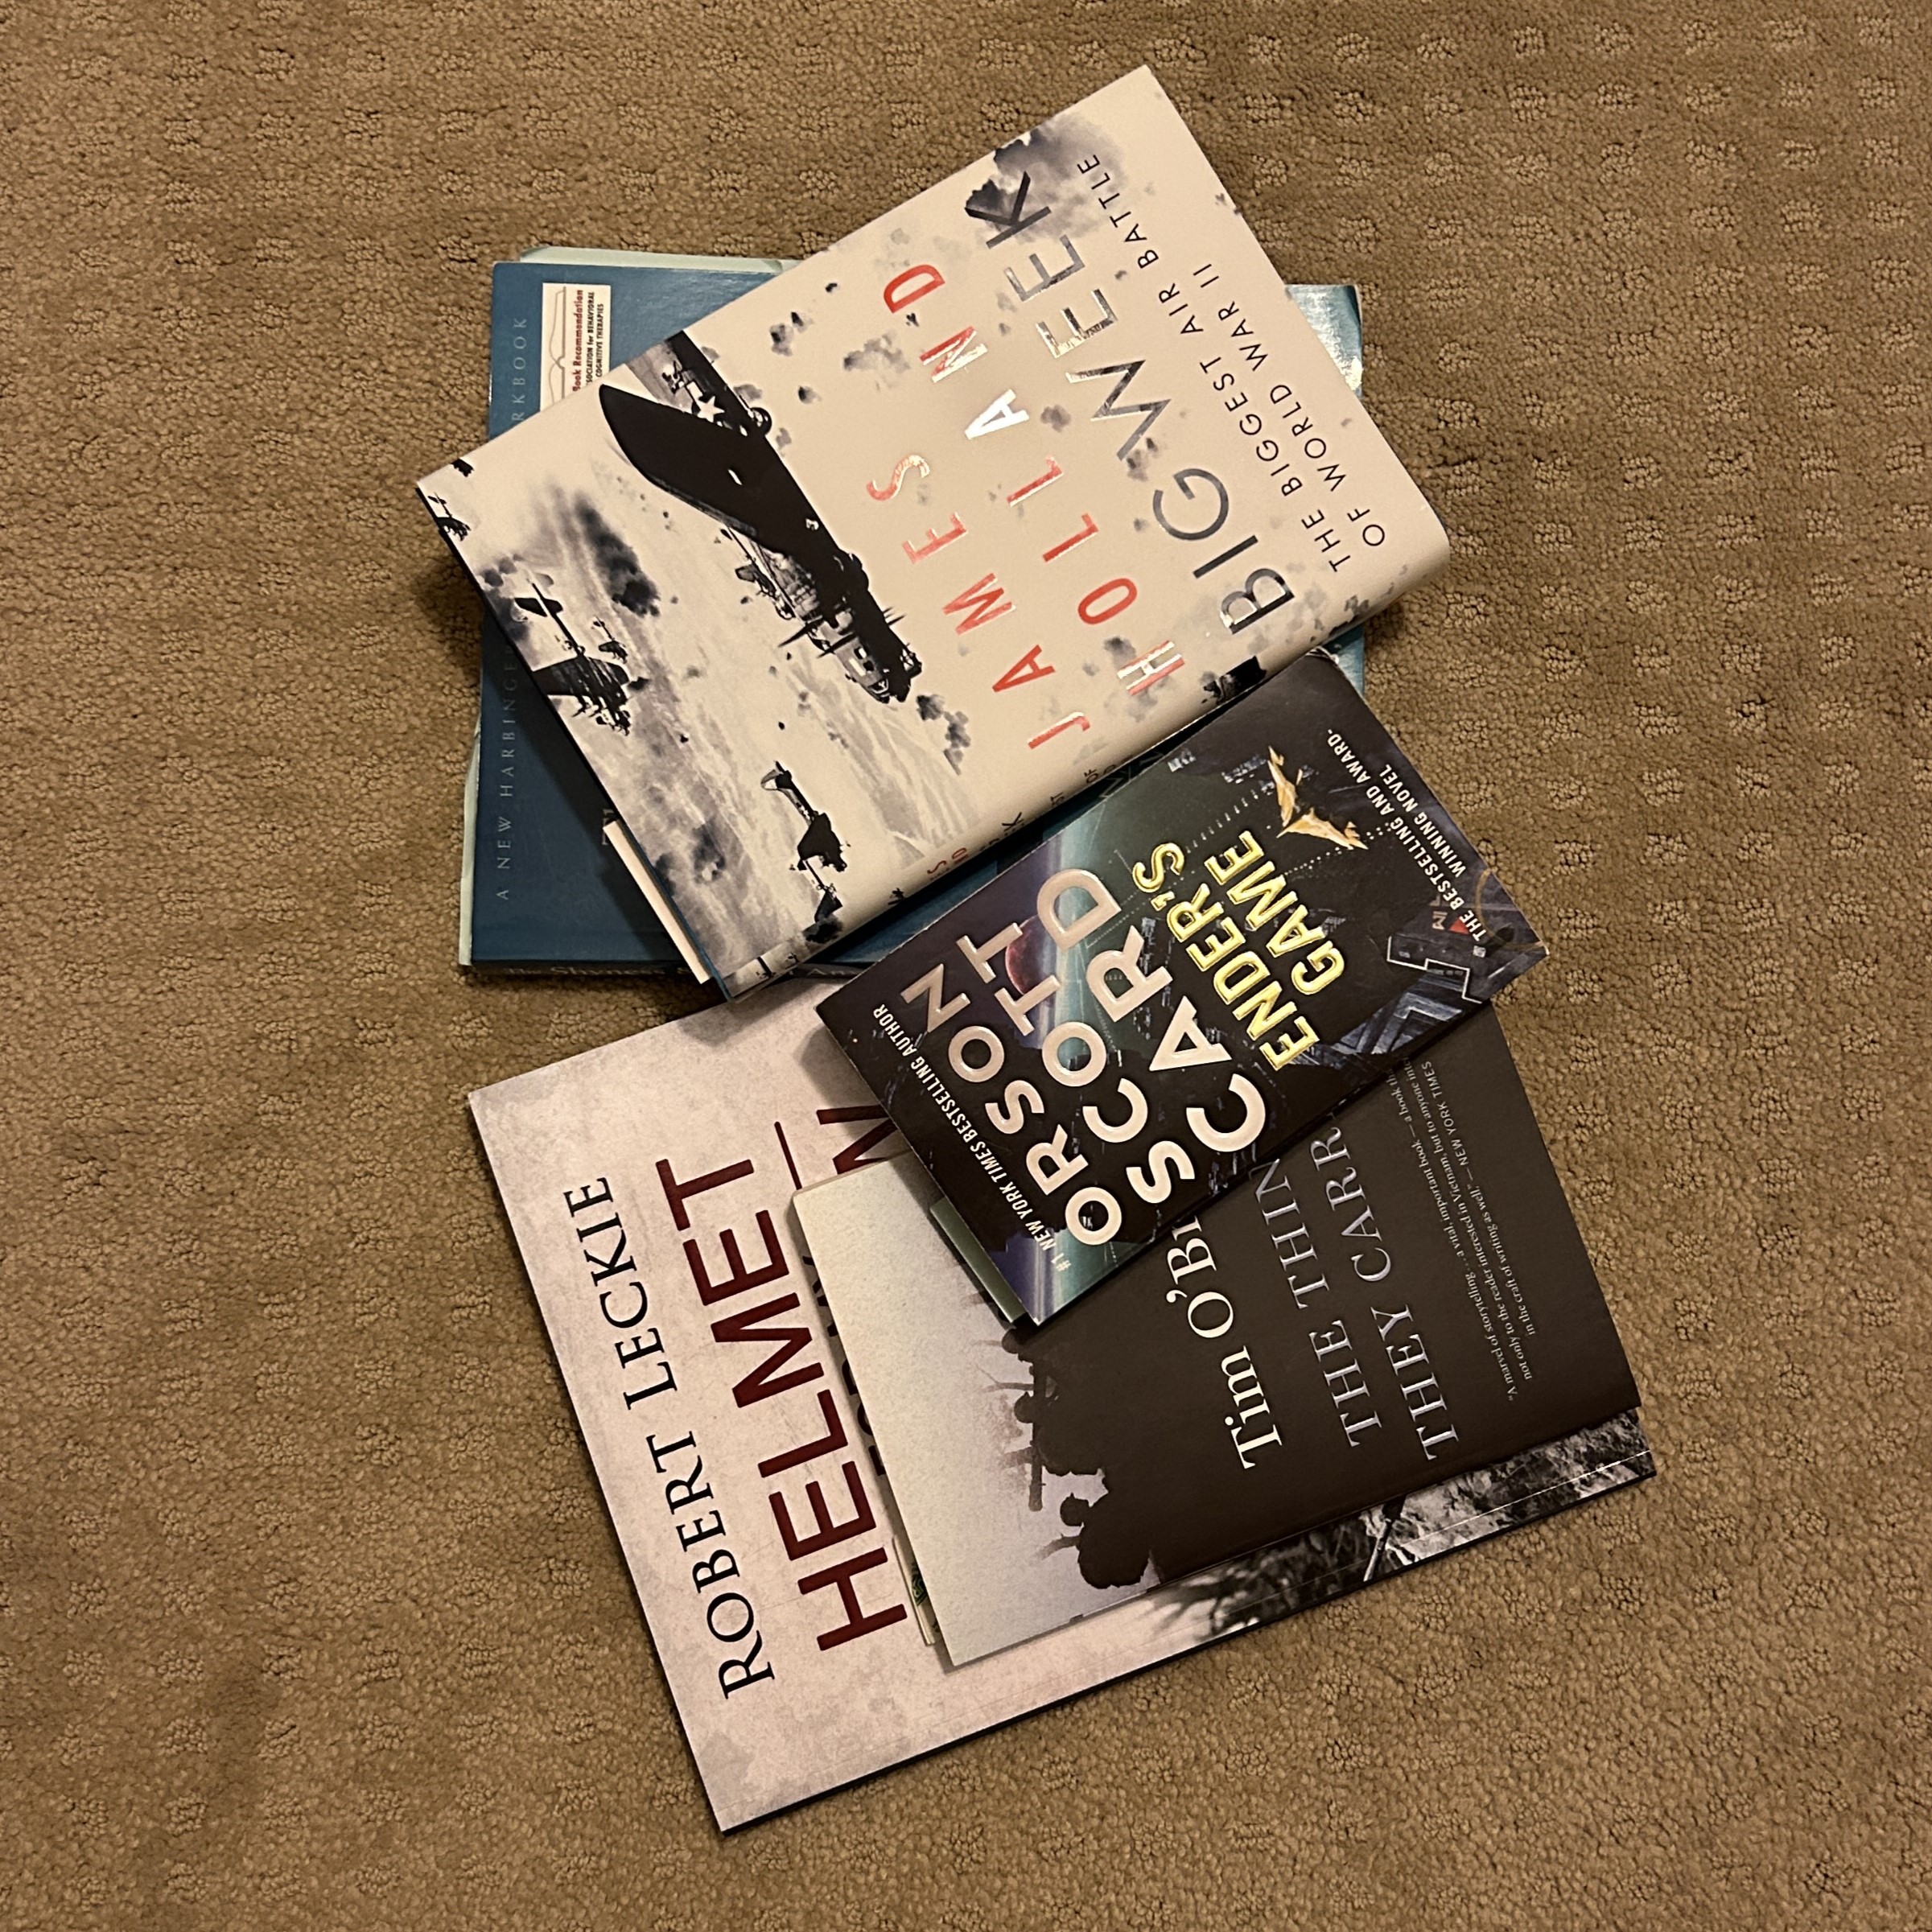 ROBERT LECKIE
HELMET
Tim O'B
THE THIN
THEY CARR
"A marvel of storytelling . . . a vital, important book — a book th
not only to the reader interested in Vietnam, but to anyone inte
in the craft of writing as well." — NEW YORK TIMES
#1 NEW YORK TIMES BESTSELLING AUTHOR
ORSON
SCOTT
CARD
ENDER'S
GAME
THE BESTSELLING AND AWARD-
WINNING NOVEL
A NEW HARBINGER
RKBOOK
Book Recommendation
SSOCIATION for BEHAVIORAL
COGNITIVE THERAPIES
JAMES
HOLLAND
BIG WEEK
THE BIGGEST AIR BATTLE
OF WORLD WAR II